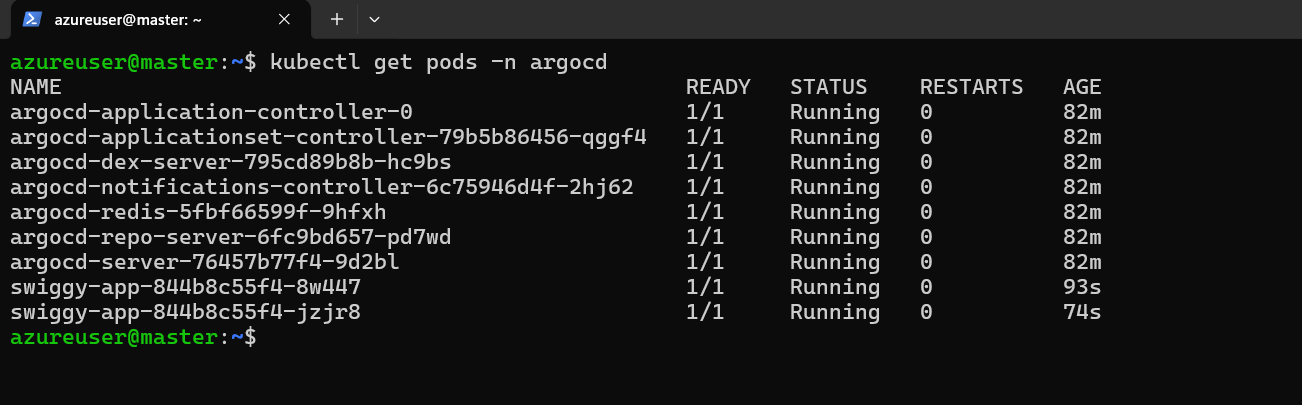 azureuser@master: ~
azureuser@master:~$ kubectl get pods -n argocd
NAME READY STATUS RESTARTS AGE
argocd-application-controller-0 1/1 Running 0 82m
argocd-applicationset-controller-79b5b86456-qggf4 1/1 Running 0 82m
argocd-dex-server-795cd89b8b-hc9bs 1/1 Running 0 82m
argocd-notifications-controller-6c75946d4f-2hj62 1/1 Running 0 82m
argocd-redis-5fbf66599f-9hfxh 1/1 Running 0 82m
argocd-repo-server-6fc9bd657-pd7wd 1/1 Running 0 82m
argocd-server-76457b77f4-9d2bl 1/1 Running 0 82m
swiggy-app-844b8c55f4-8w447 1/1 Running 0 93s
swiggy-app-844b8c55f4-jzjr8 1/1 Running 0 74s
azureuser@master:~$